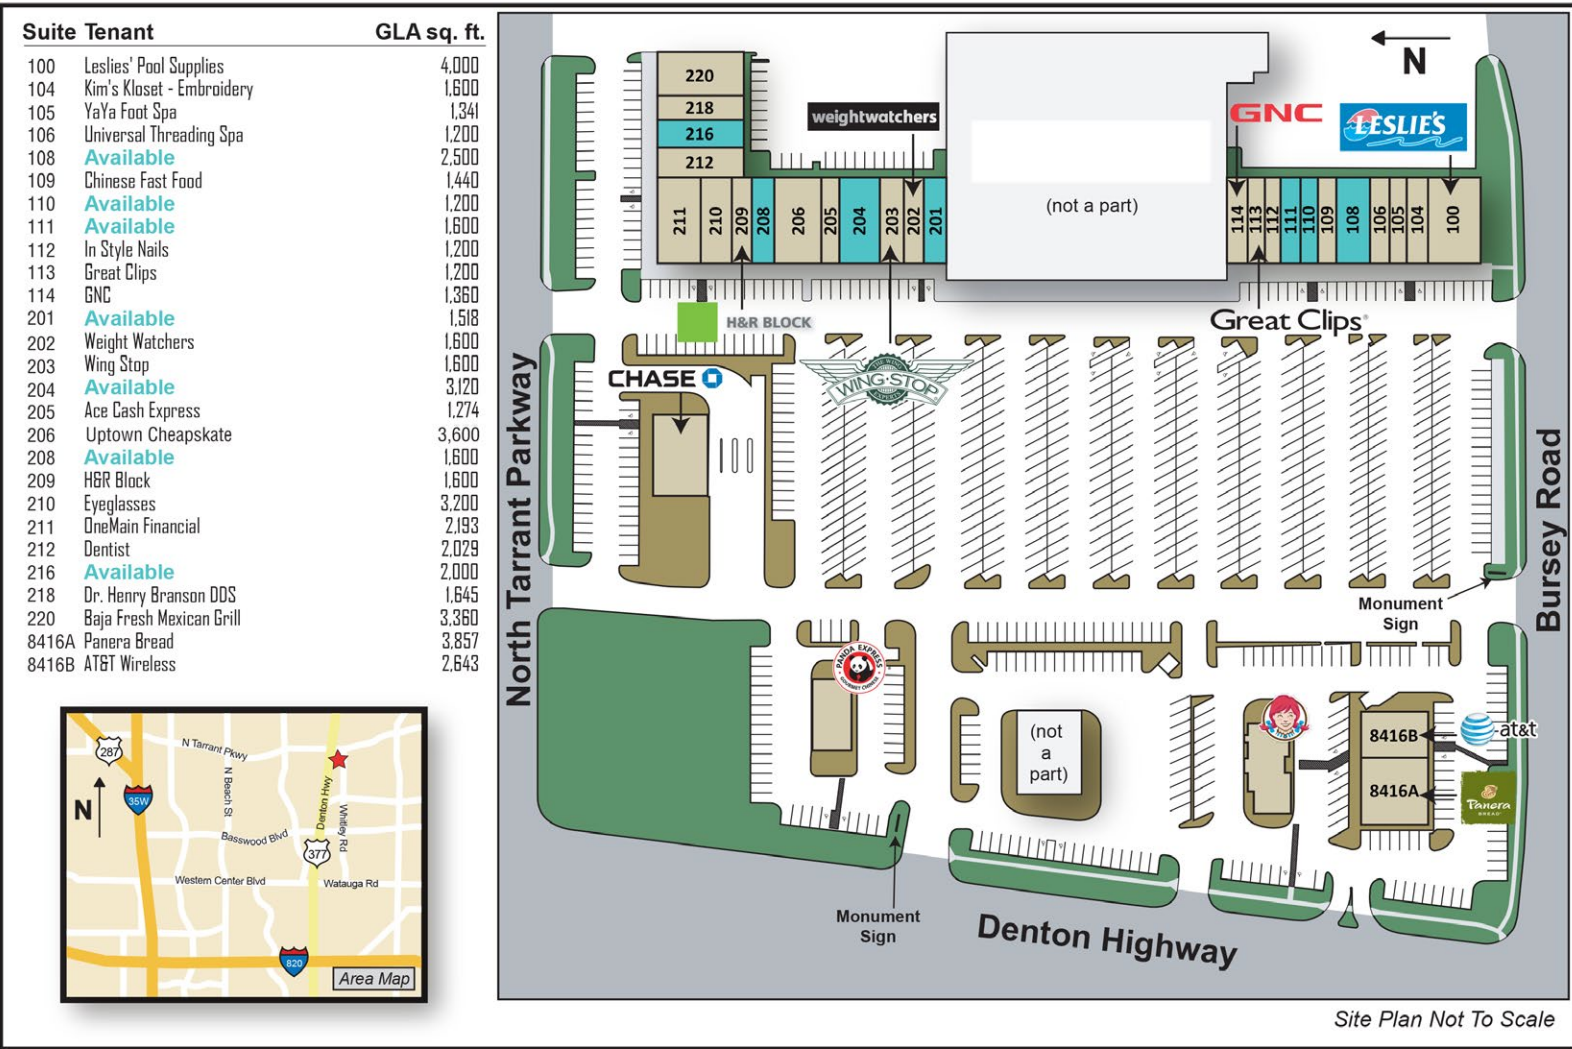 Suite Tenant GLA sq. ft.
100 Leslies' Pool Supplies 4,000
104 Kim's Kloset - Embroidery 1,600
105 YaYa Foot Spa 1,341
106 Universal Threading Spa 1,200
108 Available 2,500
109 Chinese Fast Food 1,440
110 Available 1,200
111 Available 1,600
112 In Style Nails 1,200
113 Great Clips 1,200
114 GNC 1,360
201 Available 1,518
202 Weight Watchers 1,600
203 Wing Stop 1,600
204 Available 3,120
205 Ace Cash Express 1,274
206 Uptown Cheapskate 3,600
208 Available 1,600
209 H&R Block 1,600
210 Eyeglasses 3,200
211 OneMain Financial 2,193
212 Dentist 2,029
216 Available 2,000
218 Dr. Henry Branson DDS 1,645
220 Baja Fresh Mexican Grill 3,360
8416A Panera Bread 3,857
8416B AT&T Wireless 2,643
287
N Tarrant Pkwy
35W
N
N Beach St
Denton Hwy
Whitley Rd
Basswood Blvd
377
Western Center Blvd
Watauga Rd
820
Area Map
N
220
218
216
212
weightwatchers
GNC
LESLIE'S
211 210 209 208 206 205 204 203 202 201
(not a part)
114 113 112 111 110 109 108 106 105 104 100
H&R BLOCK
Great Clips
CHASE
THE WING
WING·STOP
EXPERTS
North Tarrant Parkway
Bursey Road
Monument
Sign
PANDA EXPRESS
GOURMET CHINESE
(not
a
part)
8416B
at&t
8416A
Panera
BREAD
Monument
Sign
Denton Highway
Site Plan Not To Scale